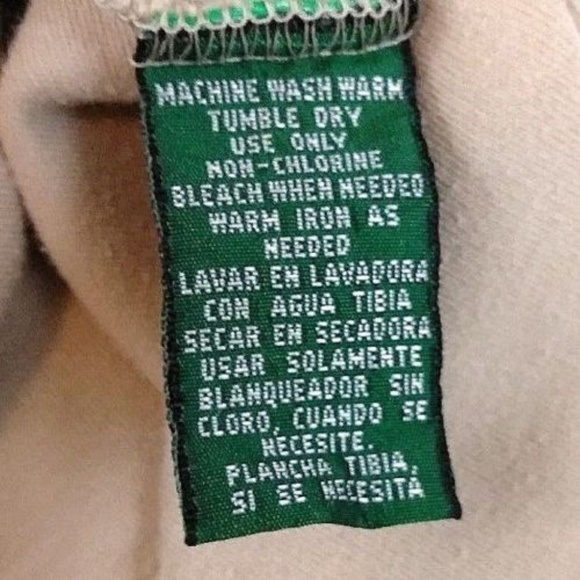 MACHINE WASH WARM
TUMBLE DRY
USE ONLY
NON-CHLORINE
BLEACH WHEN NEEDED
WARM IRON AS
NEEDED
LAVAR EN LAVADORA
CON AGUA TIBIA
SECAR EN SECADORA
USAR SOLAMENTE
BLANQUEADOR SIN
CLORO, CUANDO SE
NECESITE.
PLANCHA TIBIA,
SI SE NECESITA